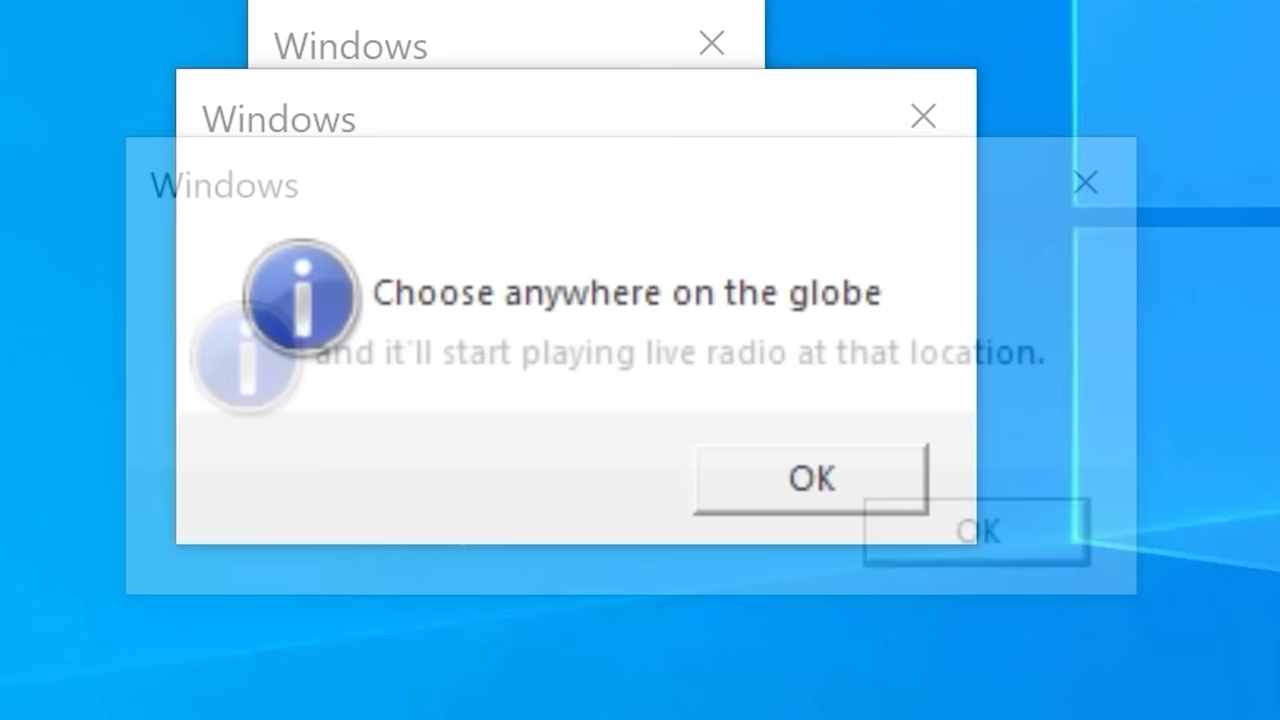 Windows
Windows
Windows
Choose anywhere on the globe
and it'll start playing live radio at that location.
OK
OK